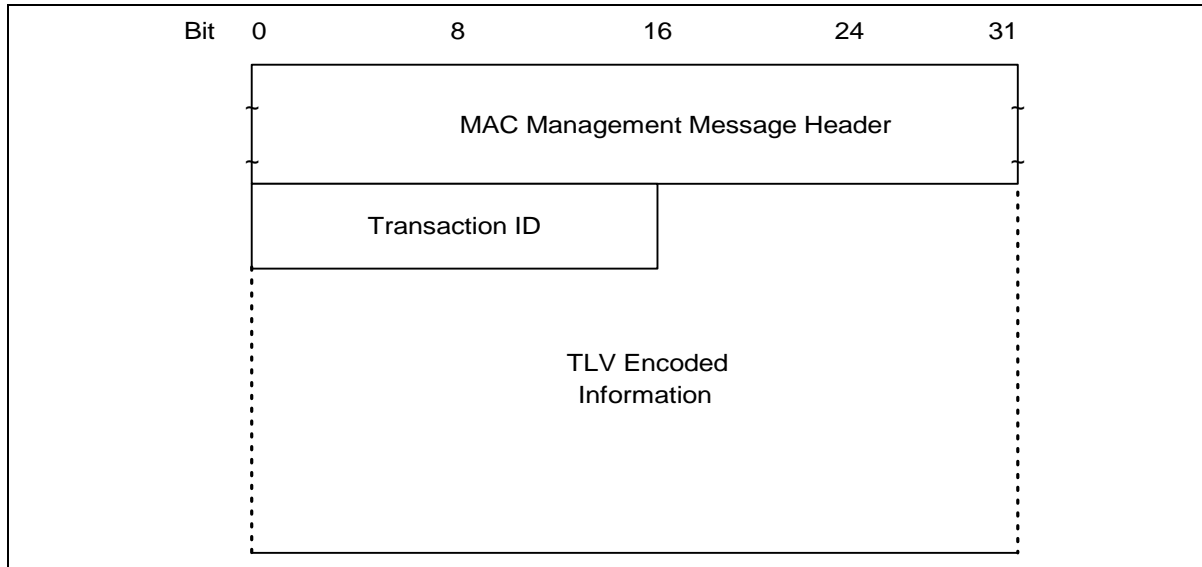 Bit 0 8 16 24 31
MAC Management Message Header
Transaction ID
TLV Encoded
Information